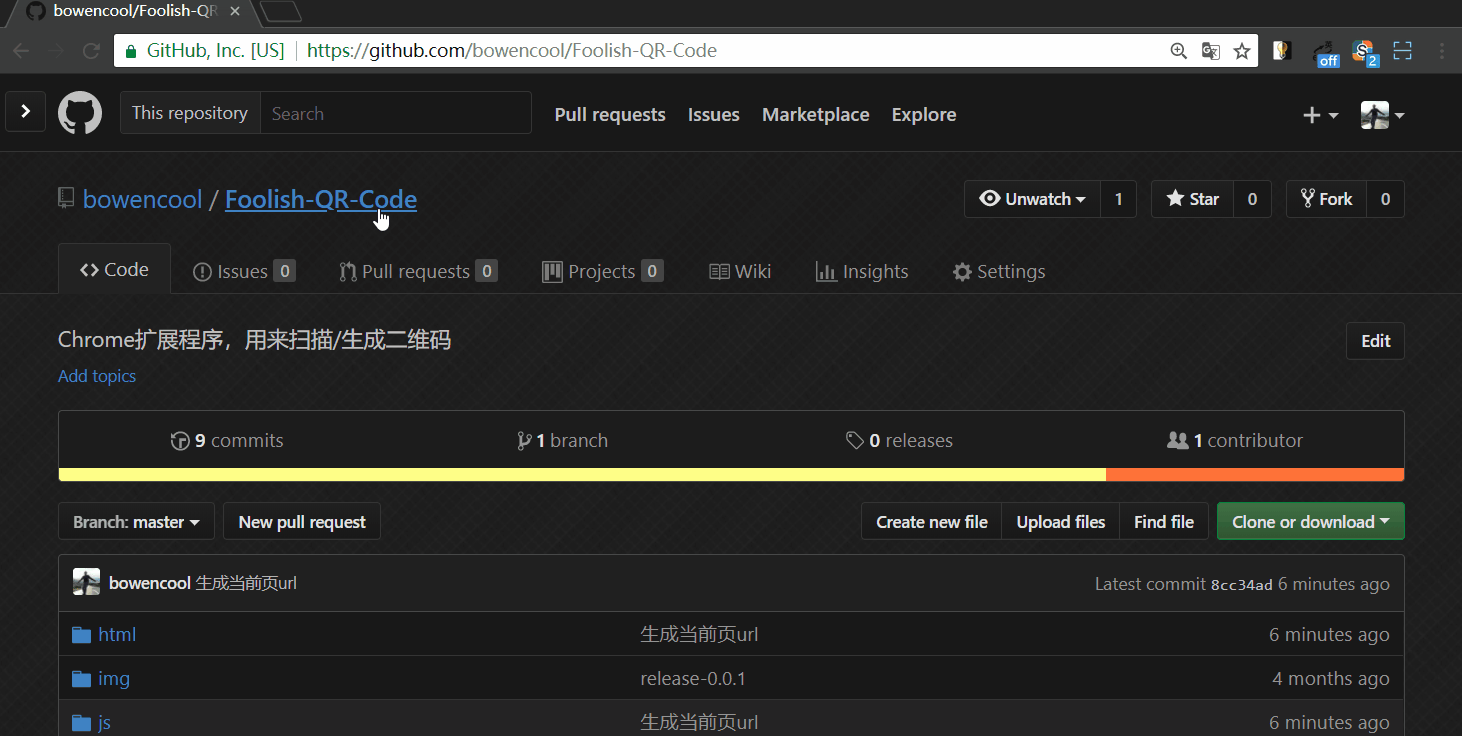 bowencool/Foolish-QR
GitHub, Inc. [US] https://github.com/bowencool/Foolish-QR-Code
off 2
This repository Search Pull requests Issues Marketplace Explore
bowencool / Foolish-QR-Code Unwatch 1 Star 0 Fork 0
Code Issues 0 Pull requests 0 Projects 0 Wiki Insights Settings
Chrome扩展程序，用来扫描/生成二维码 Edit
Add topics
9 commits 1 branch 0 releases 1 contributor
Branch: master New pull request Create new file Upload files Find file Clone or download
bowencool 生成当前页url Latest commit 8cc34ad 6 minutes ago
html 生成当前页url 6 minutes ago
img release-0.0.1 4 months ago
js 生成当前页url 6 minutes ago